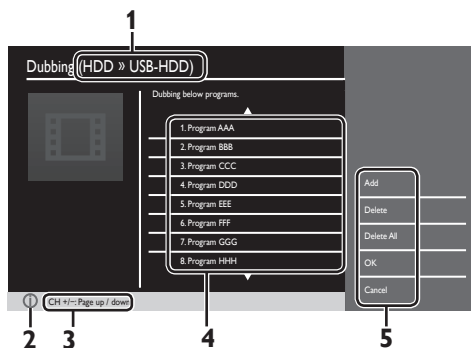 1
Dubbing (HDD » USB-HDD)
Dubbing below programs.
1. Program AAA
2. Program BBB
3. Program CCC
4. Program DDD
5. Program EEE
6. Program FFF
7. Program GGG
8. Program HHH
Add
Delete
Delete All
OK
Cancel
CH +/−: Page up / down
2
3
4
5